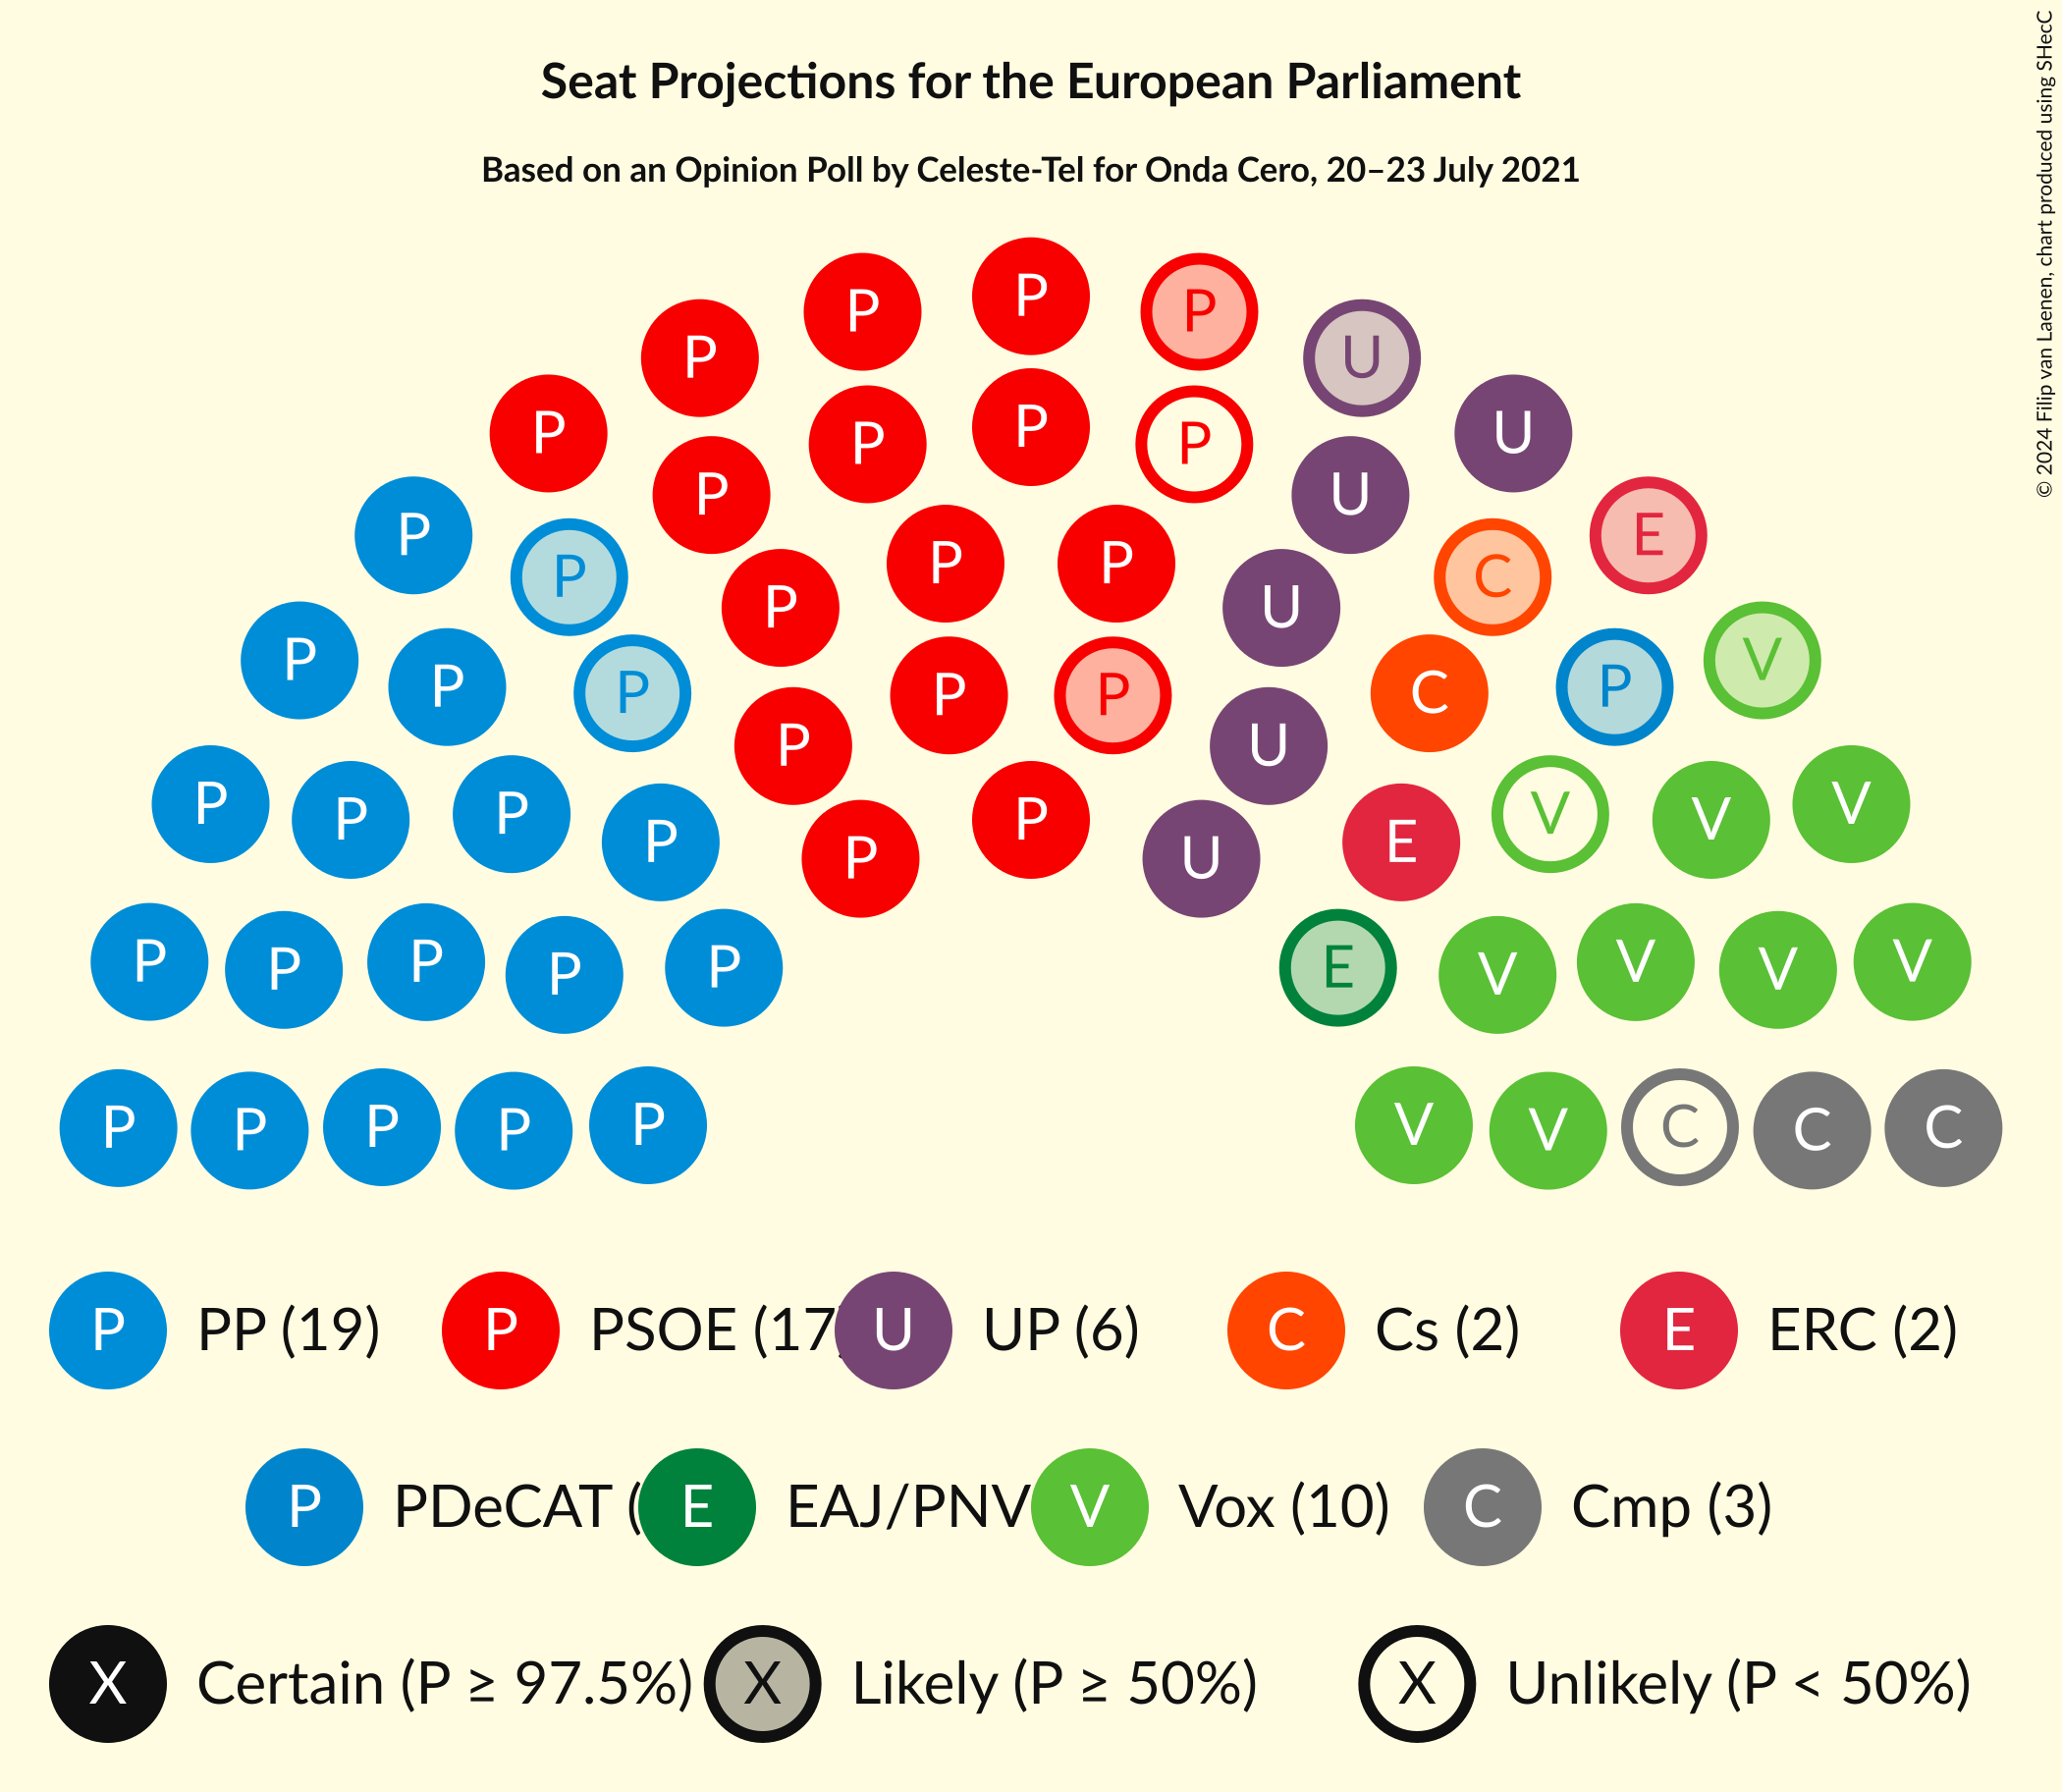 Seat Projections for the European Parliament
Based on an Opinion Poll by Celeste-Tel for Onda Cero, 20–23 July 2021
© 2024 Filip van Laenen, chart produced using SHecC
P
P P
P U
P P P P U
P U
P P P E
P C
P U
P V
P P P P C P
P U
P P P P V V V
P P U E
P P P P P E V V V V
P P P P P V V C C C
P PP (19) P PSOE (17 U UP (6) C Cs (2) E ERC (2)
P PDeCAT ( E EAJ/PNV V Vox (10) C Cmp (3)
X Certain (P ≥ 97.5%) X Likely (P ≥ 50%) X Unlikely (P < 50%)